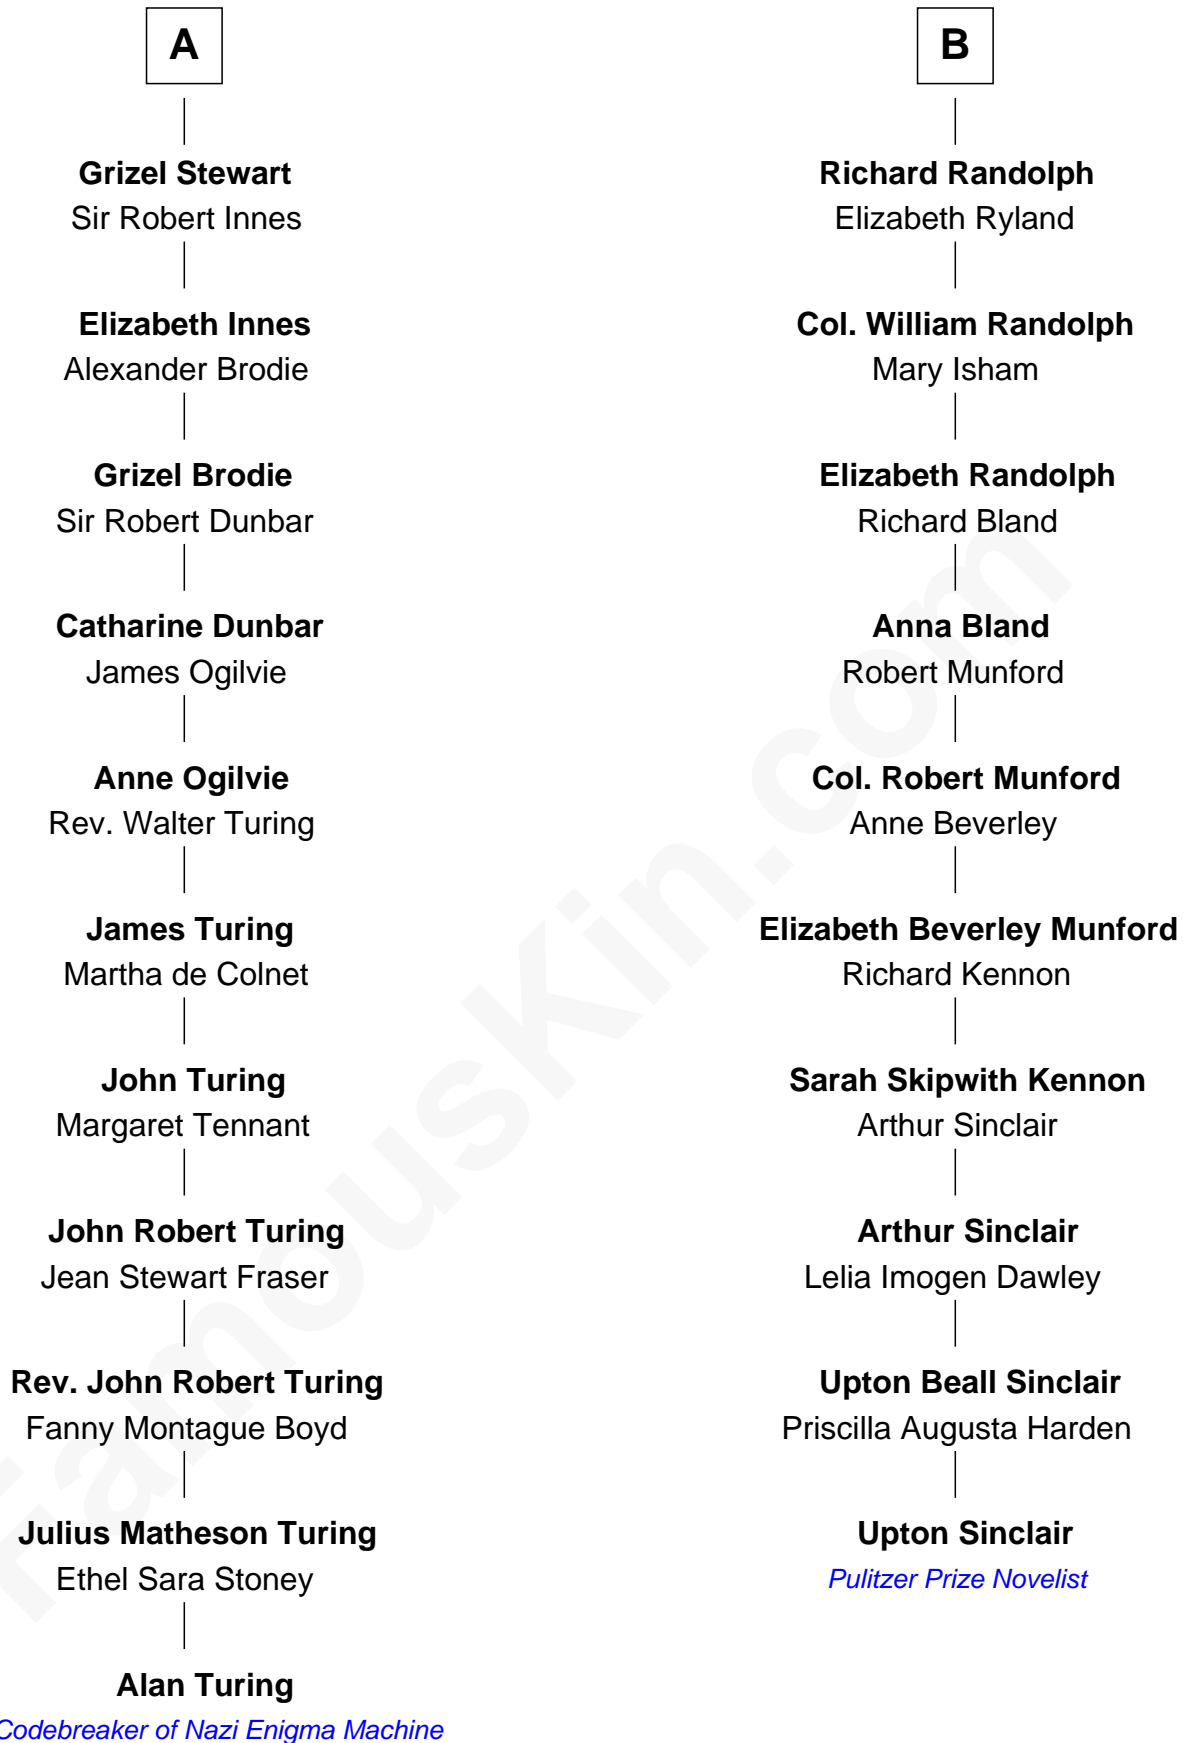 A
Grizel Stewart
Sir Robert Innes
Elizabeth Innes
Alexander Brodie
Grizel Brodie
Sir Robert Dunbar
Catharine Dunbar
James Ogilvie
Anne Ogilvie
Rev. Walter Turing
James Turing
Martha de Colnet
John Turing
Margaret Tennant
John Robert Turing
Jean Stewart Fraser
Rev. John Robert Turing
Fanny Montague Boyd
Julius Matheson Turing
Ethel Sara Stoney
Alan Turing
Codebreaker of Nazi Enigma Machine
B
Richard Randolph
Elizabeth Ryland
Col. William Randolph
Mary Isham
Elizabeth Randolph
Richard Bland
Anna Bland
Robert Munford
Col. Robert Munford
Anne Beverley
Elizabeth Beverley Munford
Richard Kennon
Sarah Skipwith Kennon
Arthur Sinclair
Arthur Sinclair
Lelia Imogen Dawley
Upton Beall Sinclair
Priscilla Augusta Harden
Upton Sinclair
Pulitzer Prize Novelist
FamousKin.com